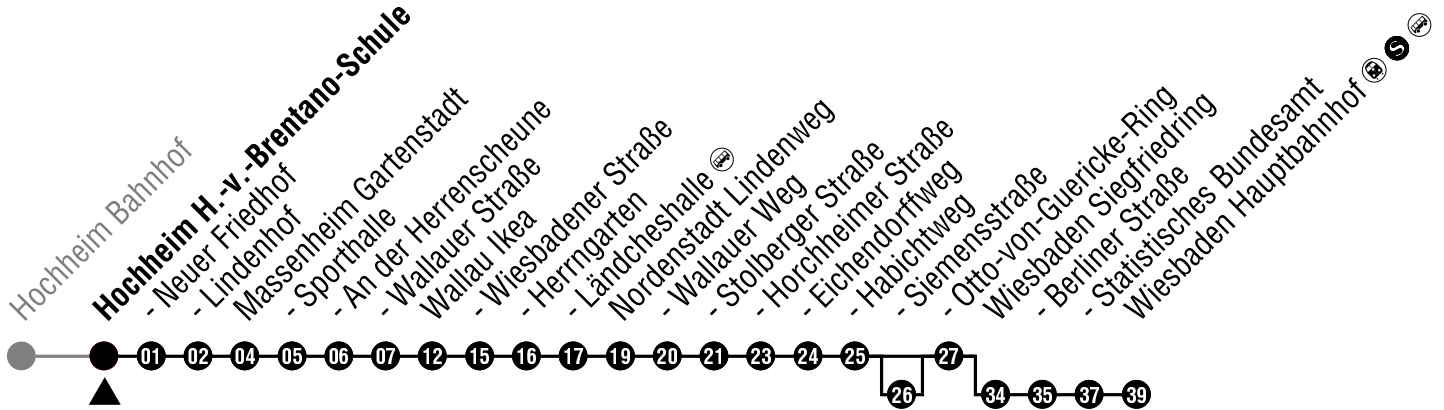 Hochheim Bahnhof
Hochheim H.-v.-Brentano-Schule
- Neuer Friedhof
- Lindenhof
Massenheim Gartenstadt
- Sporthalle
- An der Herrenscheune
- Wallauer Straße
Wallau Ikea
- Wiesbadener Straße
- Herrngarten
- Ländcheshalle
Nordenstadt Lindenweg
- Wallauer Weg
- Stolberger Straße
- Horchheimer Straße
- Eichendorffweg
- Habichtweg
- Siemensstraße
- Otto-von-Guericke-Ring
Wiesbaden Siegfriedring
- Berliner Straße
- Statistisches Bundesamt
Wiesbaden Hauptbahnhof S
01 02 04 05 06 07 12 15 16 17 19 20 21 23 24 25 27
26 34 35 37 39